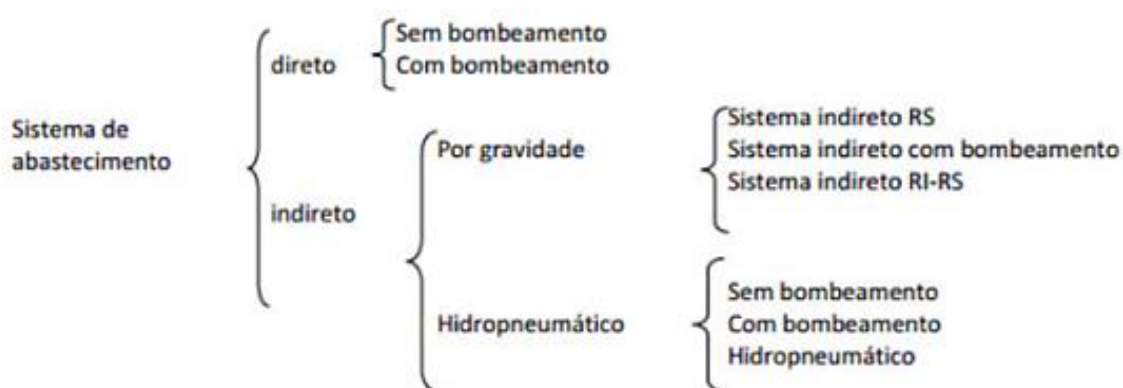 Sistema de
abastecimento
direto
Sem bombeamento
Com bombeamento
indireto
Por gravidade
Sistema indireto RS
Sistema indireto com bombeamento
Sistema indireto RI-RS
Hidropneumático
Sem bombeamento
Com bombeamento
Hidropneumático